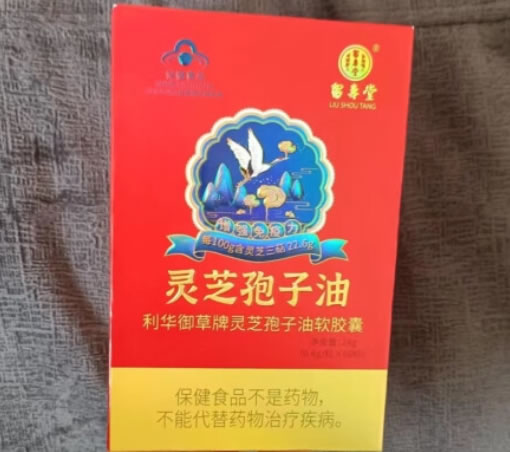 留寿堂
®
LIU SHOU TANG
增强免疫力
每100g含灵芝三萜 22.6g
灵芝孢子油
利华御草牌灵芝孢子油软胶囊
保健食品不是药物，
不能代替药物治疗疾病。